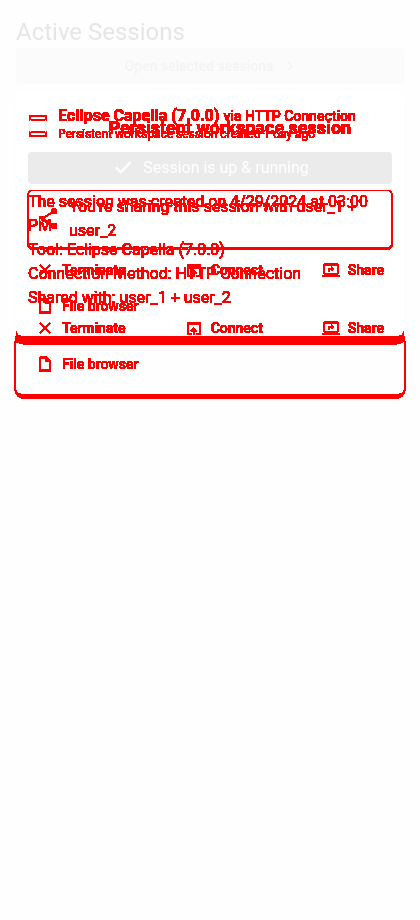 Active Sessions
Open selected sessions
Eclipse Capella (7.0.0) via HTTP Connection
Persistent workspace session
Persistent workspace session created 1 day ago
Session is up & running
The session was created on 4/29/2024 at 03:00
You're sharing this session with user_1 +
PM.
user_2
Tool: Eclipse Capella (7.0.0)
Terminate Connect Share
Connection Method: HTTP Connection
Shared with: user_1 + user_2
File browser
Terminate Connect Share
File browser